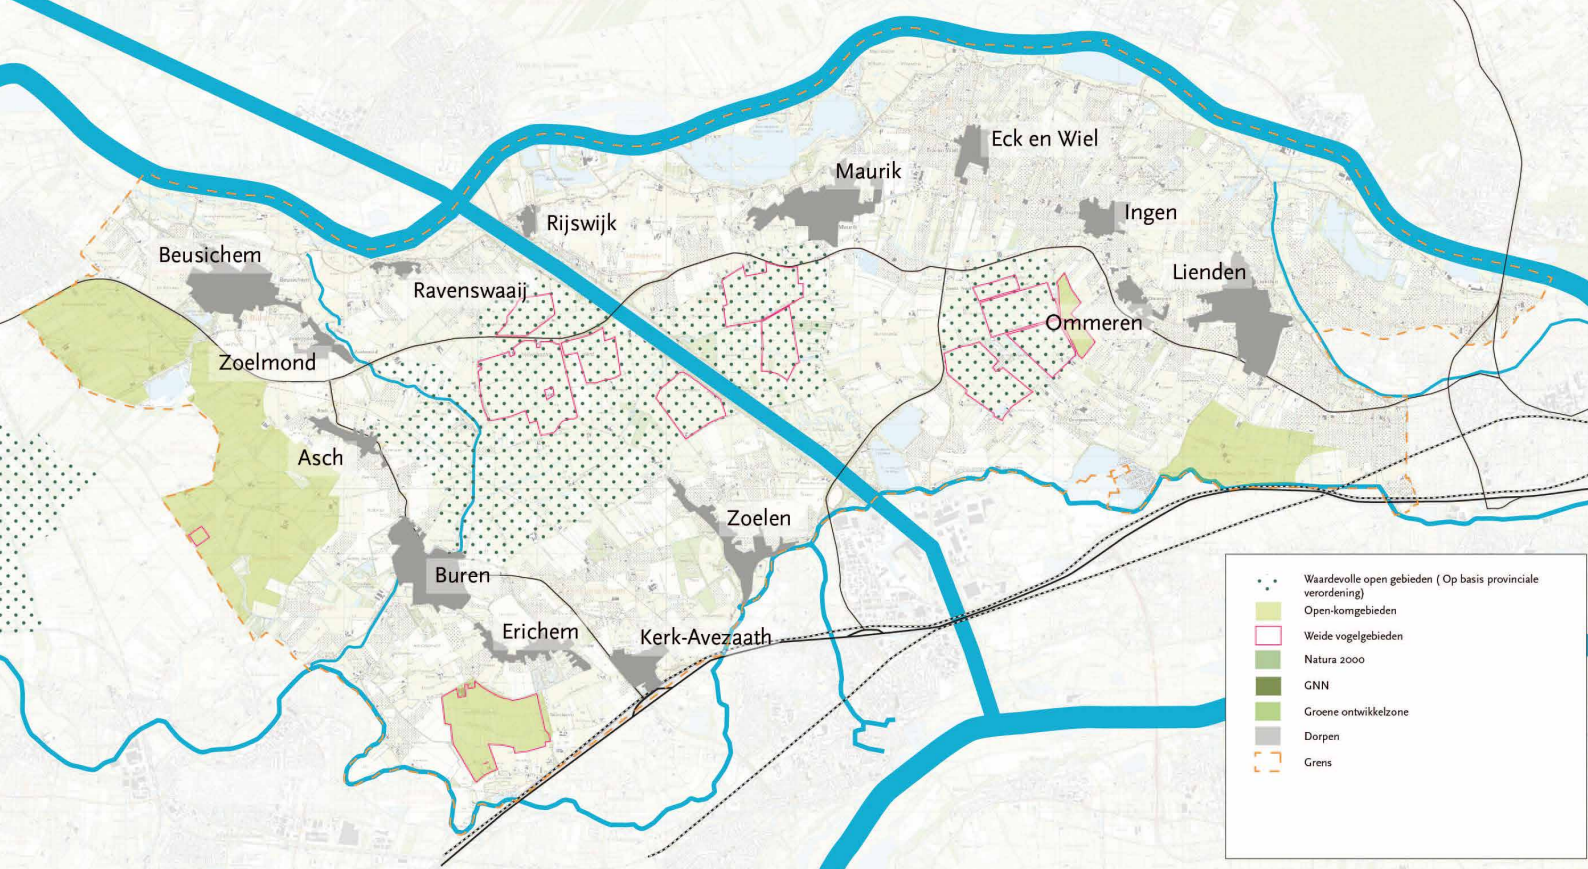 Eck en Wiel
Maurik
Ingen
Rijswijk
Beusichem
Lienden
Ravenswaaij
Ommeren
Zoelmond
Asch
Zoelen
Buren
Erichem
Kerk-Avezaath
Waardevolle open gebieden ( Op basis provinciale
verordening)
Open-komgebieden
Weide vogelgebieden
Natura 2000
GNN
Groene ontwikkelzone
Dorpen
Grens